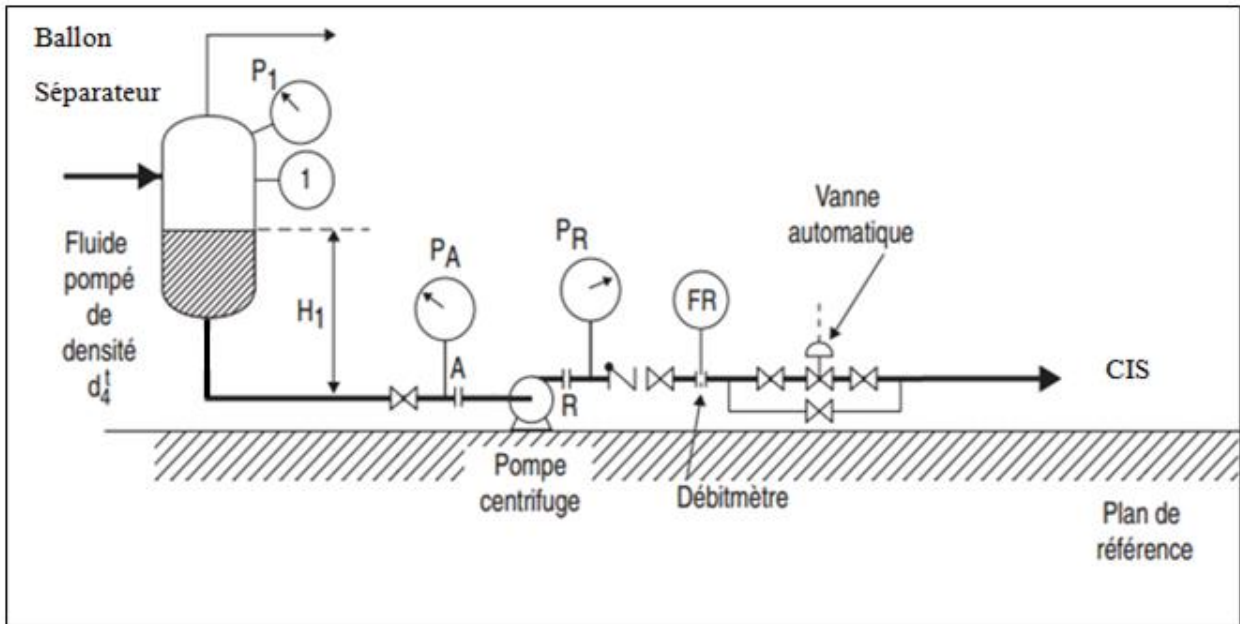 Ballon
Séparateur
P1
1
Fluide
pompé
de
densité
d t 4
H1
PA
A
PR
R
FR
Vanne
automatique
CIS
Pompe
centrifuge
Débitmètre
Plan de
référence